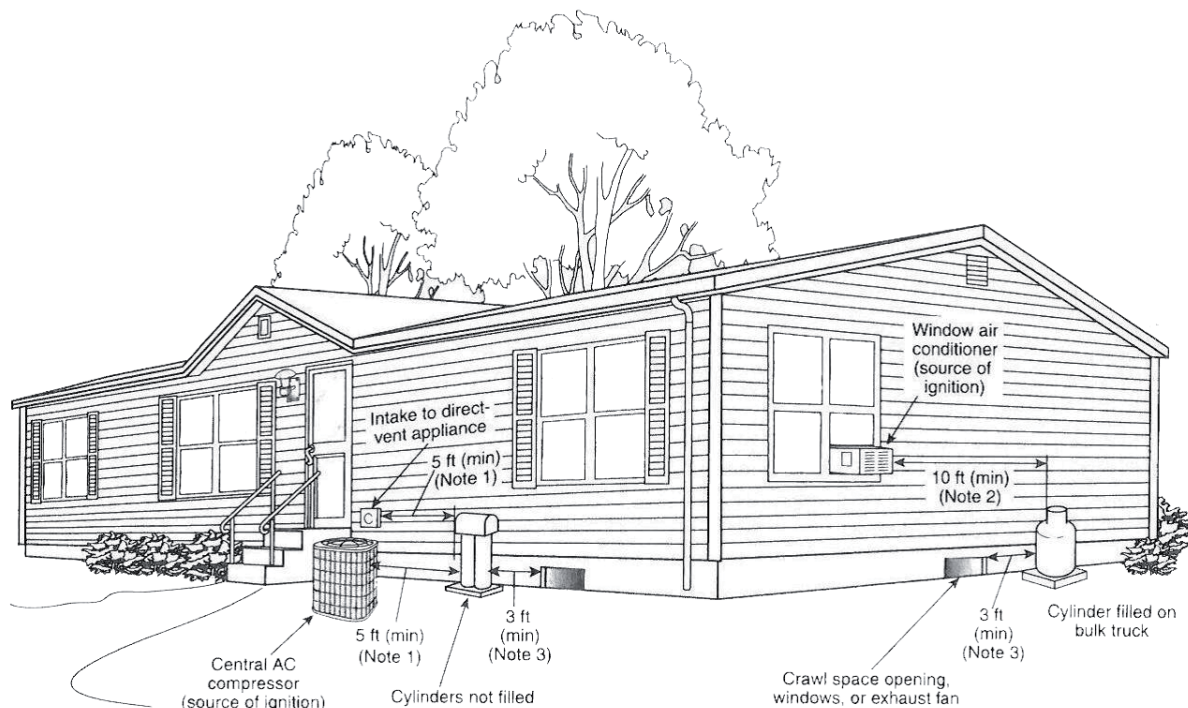 Window air
conditioner
(source of
ignition)
Intake to direct-
vent appliance
5 ft (min)
(Note 1)
10 ft (min)
(Note 2)
C
5 ft (min)
(Note 1)
3 ft
(min)
(Note 3)
3 ft
(min)
(Note 3)
Cylinder filled on
bulk truck
Central AC
compressor
(source of ignition)
Cylinders not filled
Crawl space opening,
windows, or exhaust fan